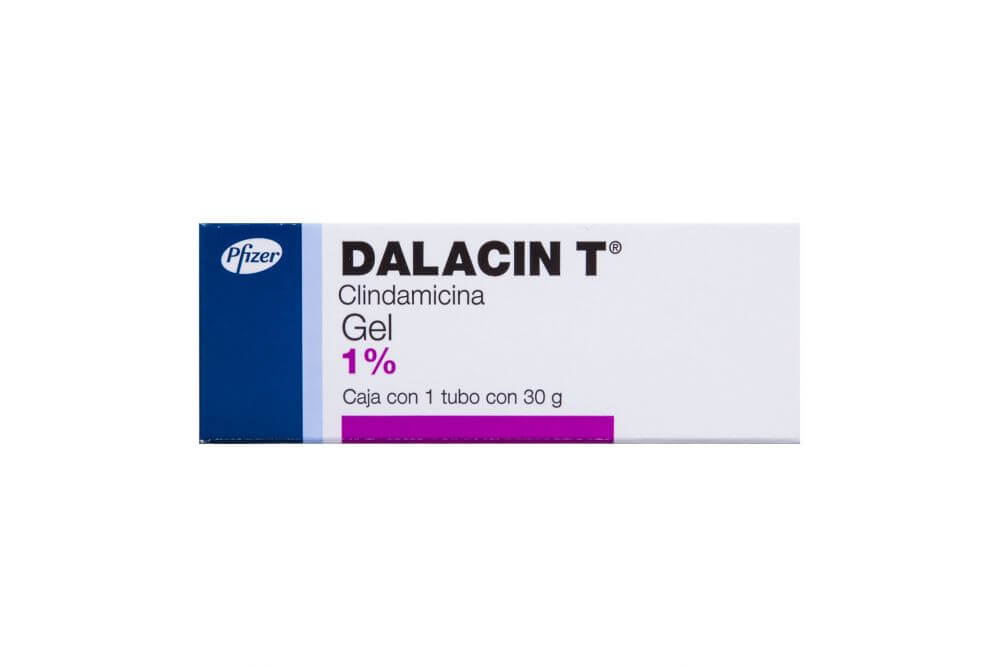 Pfizer
DALACIN T®
Clindamicina
Gel
1%
Caja con 1 tubo con 30 g